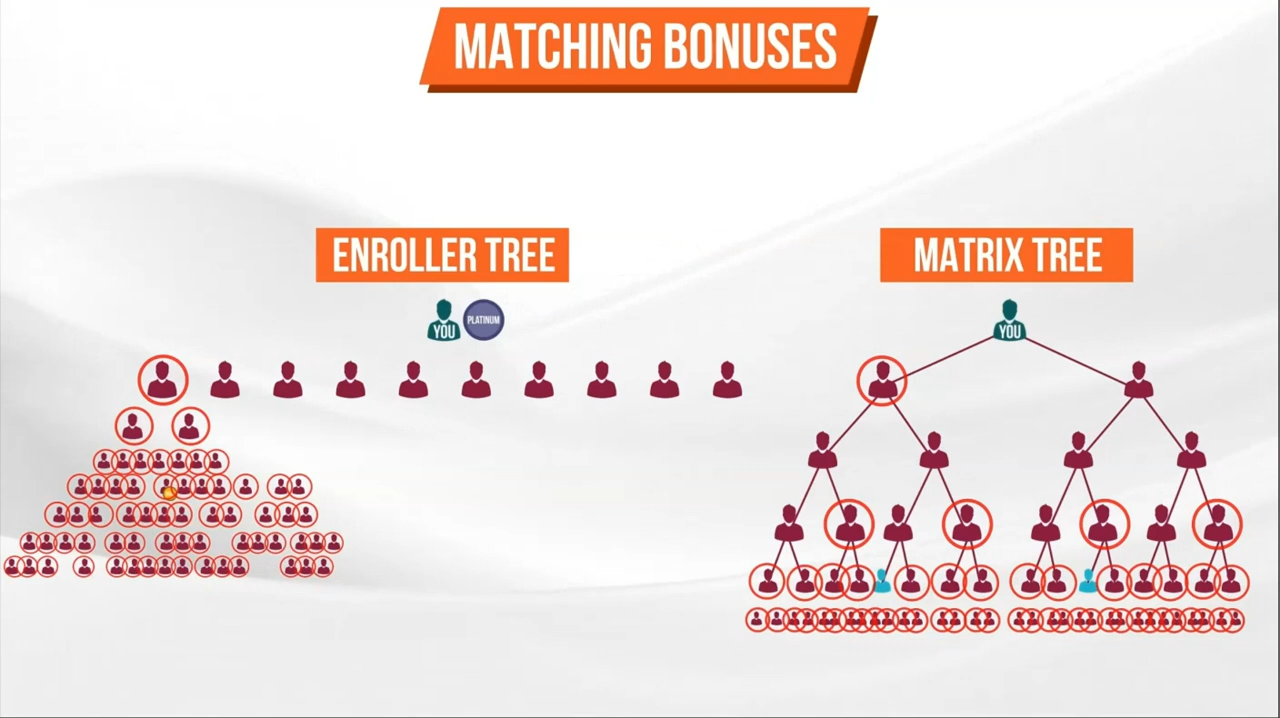 MATCHING BONUSES
ENROLLER TREE
MATRIX TREE
YOU
PLATINUM
YOU